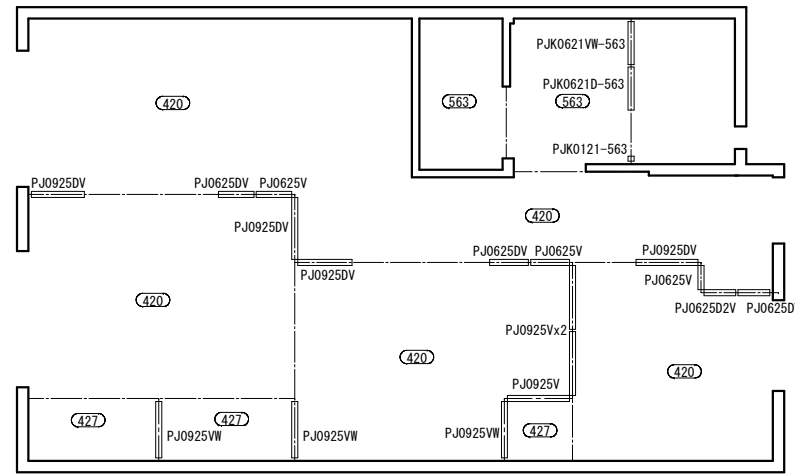 PJK0621VW-563
PJK0621D-563
420
563
563
PJK0121-563
PJ0925DV
PJ0625DV
PJ0625V
420
PJ0925DV
PJ0625DV
PJ0625V
PJ0925DV
PJ0925DV
PJ0625V
420
PJ0625D2V
PJ0625D
PJ0925Vx2
420
420
PJ0925V
427
427
427
PJ0925VW
PJ0925VW
PJ0925VW